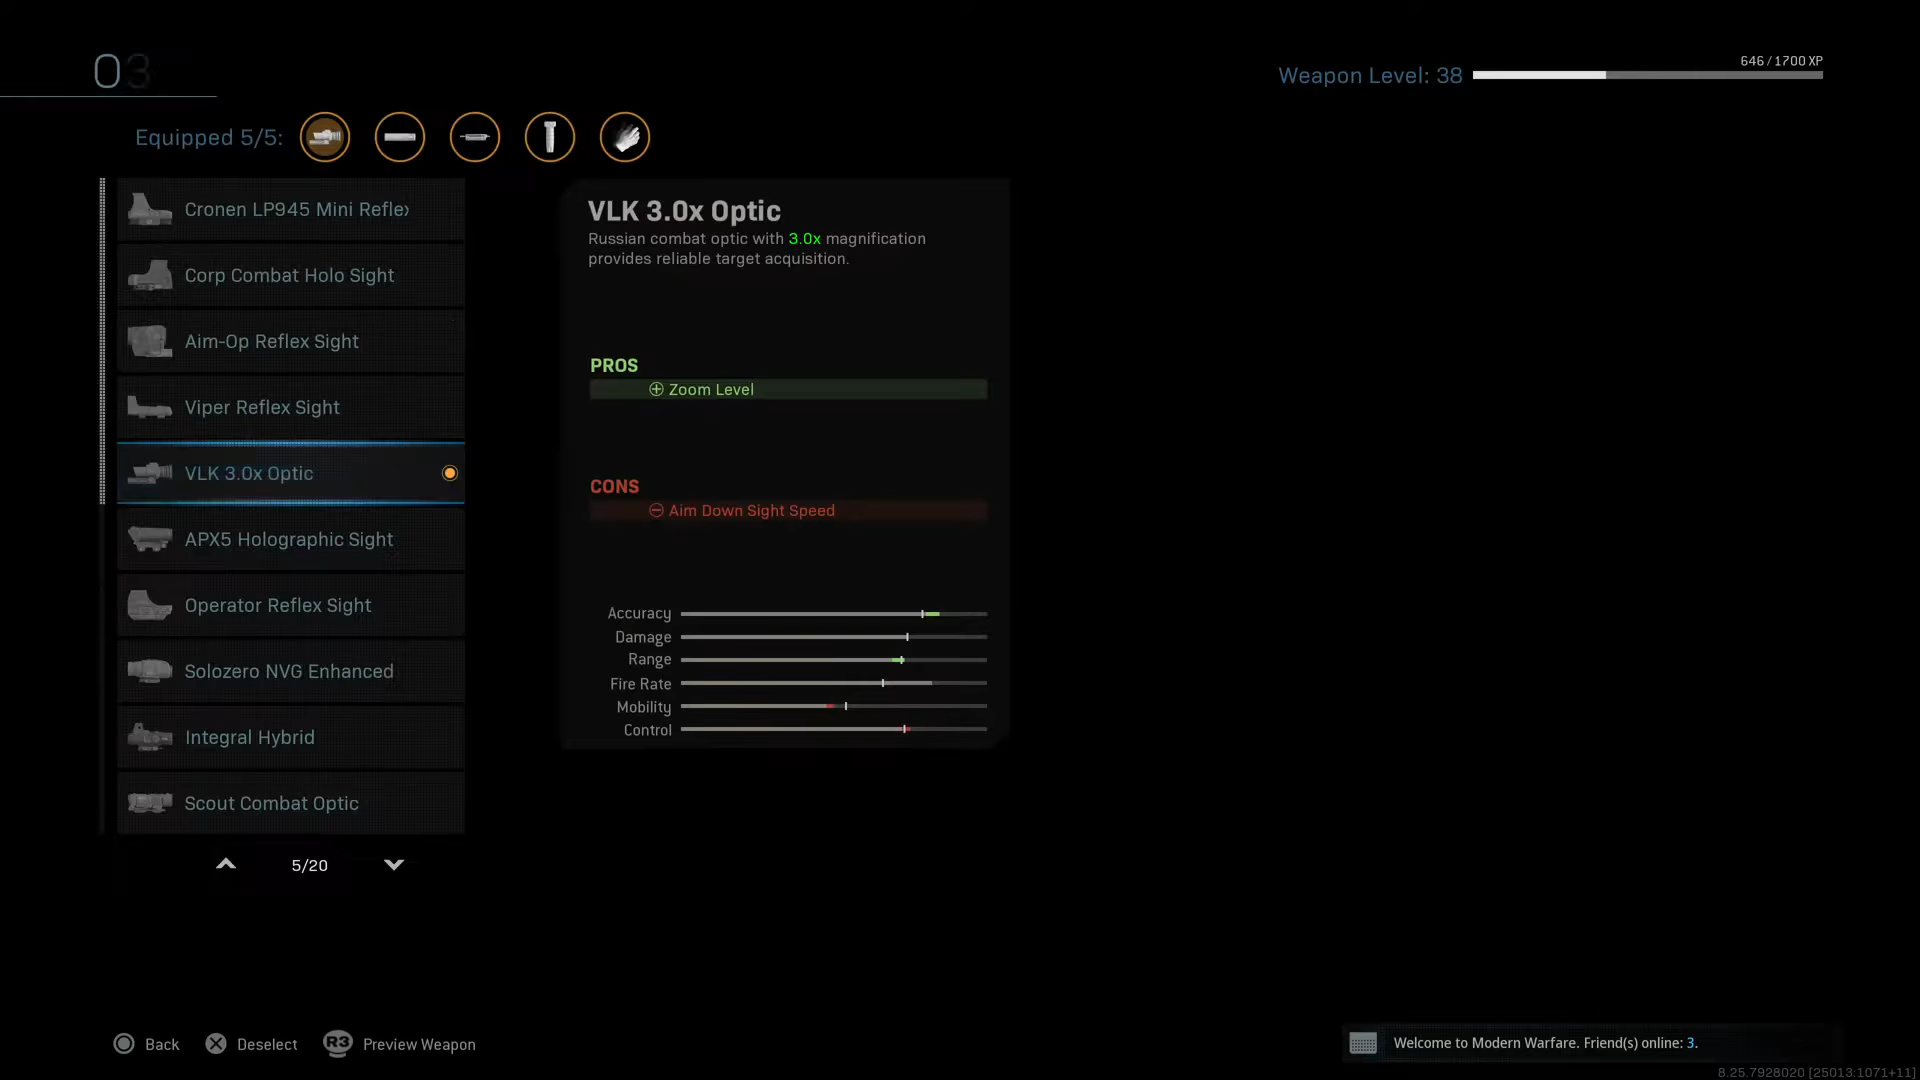 03
646 / 1700 XP
Weapon Level: 38
Equipped 5/5:
Cronen LP945 Mini Reflex
Corp Combat Holo Sight
Aim-Op Reflex Sight
Viper Reflex Sight
VLK 3.0x Optic
APX5 Holographic Sight
Operator Reflex Sight
Solozero NVG Enhanced
Integral Hybrid
Scout Combat Optic
5/20
VLK 3.0x Optic
Russian combat optic with 3.0x magnification
provides reliable target acquisition.
PROS
Zoom Level
CONS
Aim Down Sight Speed
Accuracy
Damage
Range
Fire Rate
Mobility
Control
Back
Deselect
R3 Preview Weapon
Welcome to Modern Warfare. Friend(s) online: 3.
8.25.7928020 [25013:1071+11]